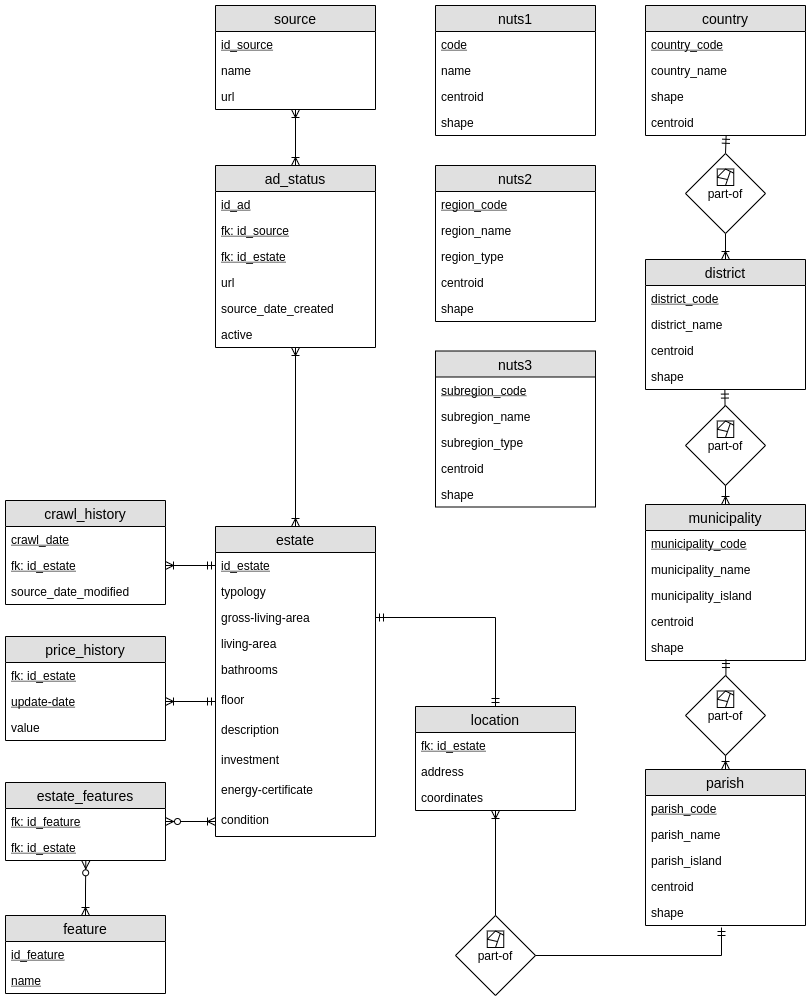 source
id_source
name
url
ad_status
id_ad
fk: id_source
fk: id_estate
url
source_date_created
active
nuts1
code
name
centroid
shape
nuts2
region_code
region_name
region_type
centroid
shape
nuts3
subregion_code
subregion_name
subregion_type
centroid
shape
country
country_code
country_name
shape
centroid
part-of
district
district_code
district_name
centroid
shape
part-of
municipality
municipality_code
municipality_name
municipality_island
centroid
shape
part-of
parish
parish_code
parish_name
parish_island
centroid
shape
crawl_history
crawl_date
fk: id_estate
source_date_modified
price_history
fk: id_estate
update-date
value
estate_features
fk: id_feature
fk: id_estate
feature
id_feature
name
estate
id_estate
typology
gross-living-area
living-area
bathrooms
floor
description
investment
energy-certificate
condition
location
fk: id_estate
address
coordinates
part-of